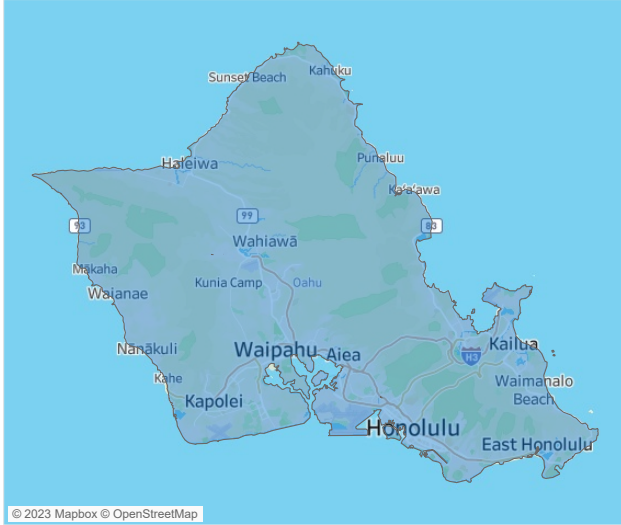 Sunset Beach
Kahuku
Haleiwa
Punaluu
Ka'a'awa
99
93
83
Wahiawā
Mākaha
Kunia Camp
Oahu
Waianae
Nānākuli
Waipahu
Aiea
Kailua
H3
Kahe
Waimanalo
Beach
Kapolei
Honolulu
East Honolulu
© 2023 Mapbox © OpenStreetMap